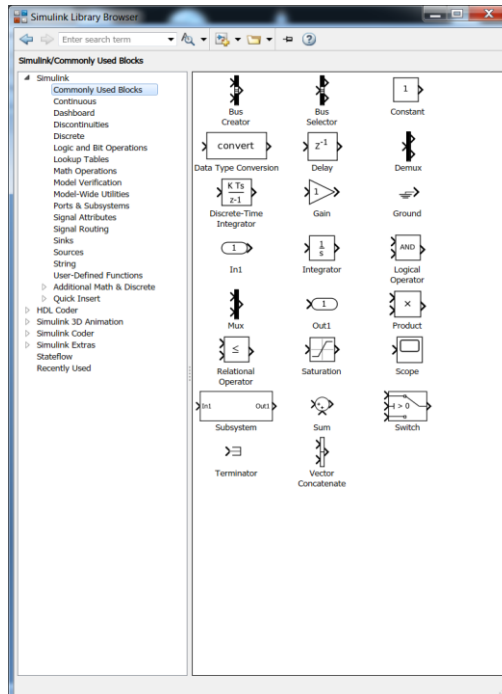 Simulink Library Browser
Enter search term
Simulink/Commonly Used Blocks
Simulink
Commonly Used Blocks
Continuous
Dashboard
Discontinuities
Discrete
Logic and Bit Operations
Lookup Tables
Math Operations
Model Verification
Model-Wide Utilities
Ports & Subsystems
Signal Attributes
Signal Routing
Sinks
Sources
String
User-Defined Functions
Additional Math & Discrete
Quick Insert
HDL Coder
Simulink 3D Animation
Simulink Coder
Simulink Extras
Stateflow
Recently Used
1
Bus Creator
Bus Selector
Constant
convert
z-1
Data Type Conversion
Delay
Demux
K Ts
z-1
1
Discrete-Time
Integrator
Gain
Ground
1
1
s
AND
In1
Integrator
Logical
Operator
1
×
Mux
Out1
Product
≤
Relational
Operator
Saturation
Scope
In1 Out1
> 0
Subsystem
Sum
Switch
Terminator
Vector
Concatenate